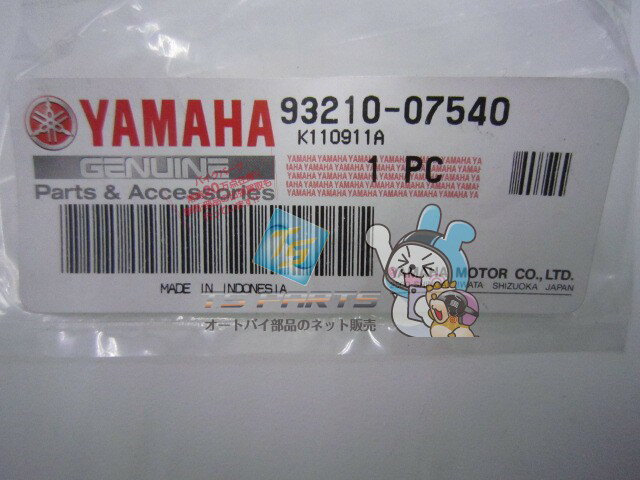 YAMAHA
93210-07540
K110911A
GENUINE
Parts & Accessories
YAMAHA YAMAHA YAMAHA YAMAHA YA
1 PC
MADE IN INDONESIA
YAMAHA MOTOR CO., LTD.
IWATA SHIZUOKA JAPAN
TS PARTS
オートバイ部品のネット販売